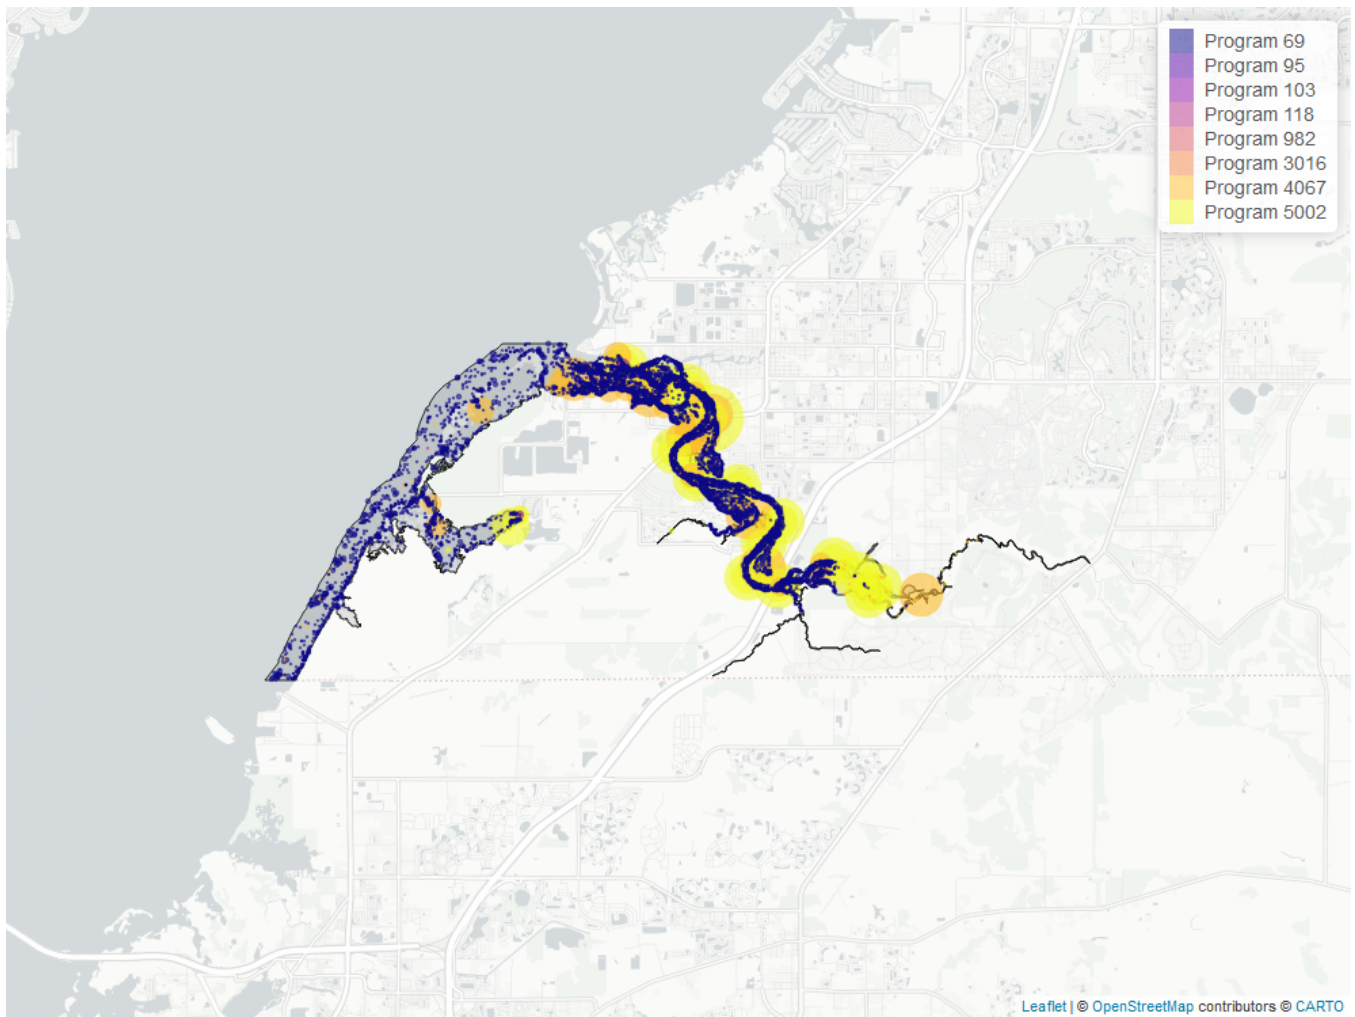 Program 69
Program 95
Program 103
Program 118
Program 982
Program 3016
Program 4067
Program 5002
Leaflet | © OpenStreetMap contributors © CARTO